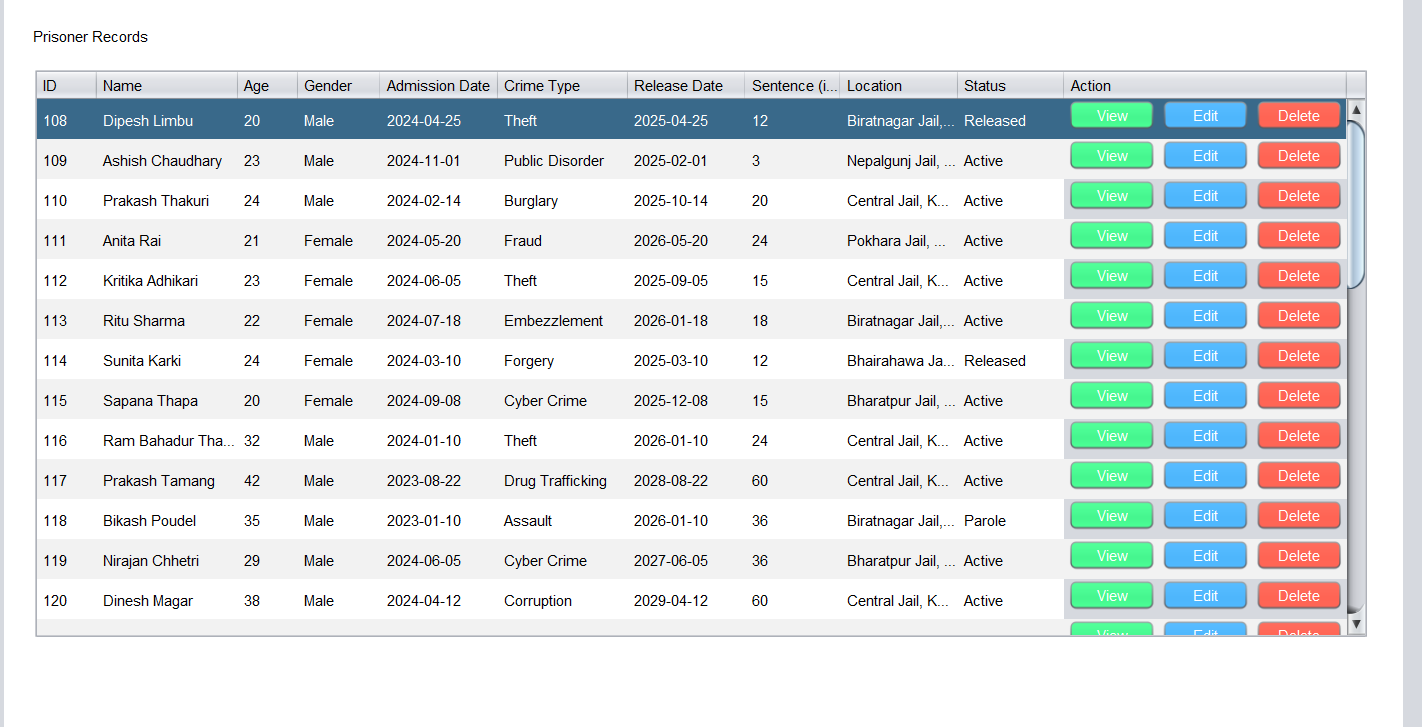 Prisoner Records
ID Name Age Gender Admission Date Crime Type Release Date Sentence (i... Location Status Action
108 Dipesh Limbu 20 Male 2024-04-25 Theft 2025-04-25 12 Biratnagar Jail,... Released View Edit Delete
109 Ashish Chaudhary 23 Male 2024-11-01 Public Disorder 2025-02-01 3 Nepalgunj Jail, ... Active View Edit Delete
110 Prakash Thakuri 24 Male 2024-02-14 Burglary 2025-10-14 20 Central Jail, K... Active View Edit Delete
111 Anita Rai 21 Female 2024-05-20 Fraud 2026-05-20 24 Pokhara Jail, ... Active View Edit Delete
112 Kritika Adhikari 23 Female 2024-06-05 Theft 2025-09-05 15 Central Jail, K... Active View Edit Delete
113 Ritu Sharma 22 Female 2024-07-18 Embezzlement 2026-01-18 18 Biratnagar Jail,... Active View Edit Delete
114 Sunita Karki 24 Female 2024-03-10 Forgery 2025-03-10 12 Bhairahawa Ja... Released View Edit Delete
115 Sapana Thapa 20 Female 2024-09-08 Cyber Crime 2025-12-08 15 Bharatpur Jail, ... Active View Edit Delete
116 Ram Bahadur Tha... 32 Male 2024-01-10 Theft 2026-01-10 24 Central Jail, K... Active View Edit Delete
117 Prakash Tamang 42 Male 2023-08-22 Drug Trafficking 2028-08-22 60 Central Jail, K... Active View Edit Delete
118 Bikash Poudel 35 Male 2023-01-10 Assault 2026-01-10 36 Biratnagar Jail,... Parole View Edit Delete
119 Nirajan Chhetri 29 Male 2024-06-05 Cyber Crime 2027-06-05 36 Bharatpur Jail, ... Active View Edit Delete
120 Dinesh Magar 38 Male 2024-04-12 Corruption 2029-04-12 60 Central Jail, K... Active View Edit Delete
View Edit Delete